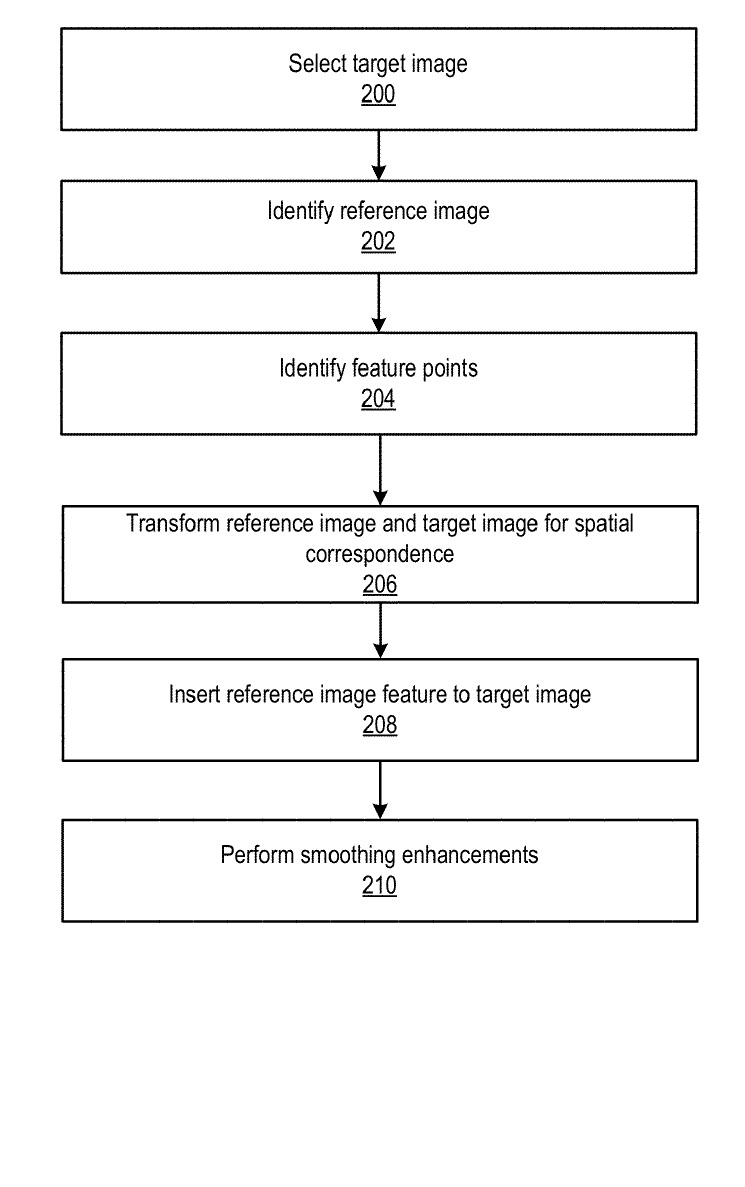 Select target image
200
Identify reference image
202
Identify feature points
204
Transform reference image and target image for spatial
correspondence
206
Insert reference image feature to target image
208
Perform smoothing enhancements
210